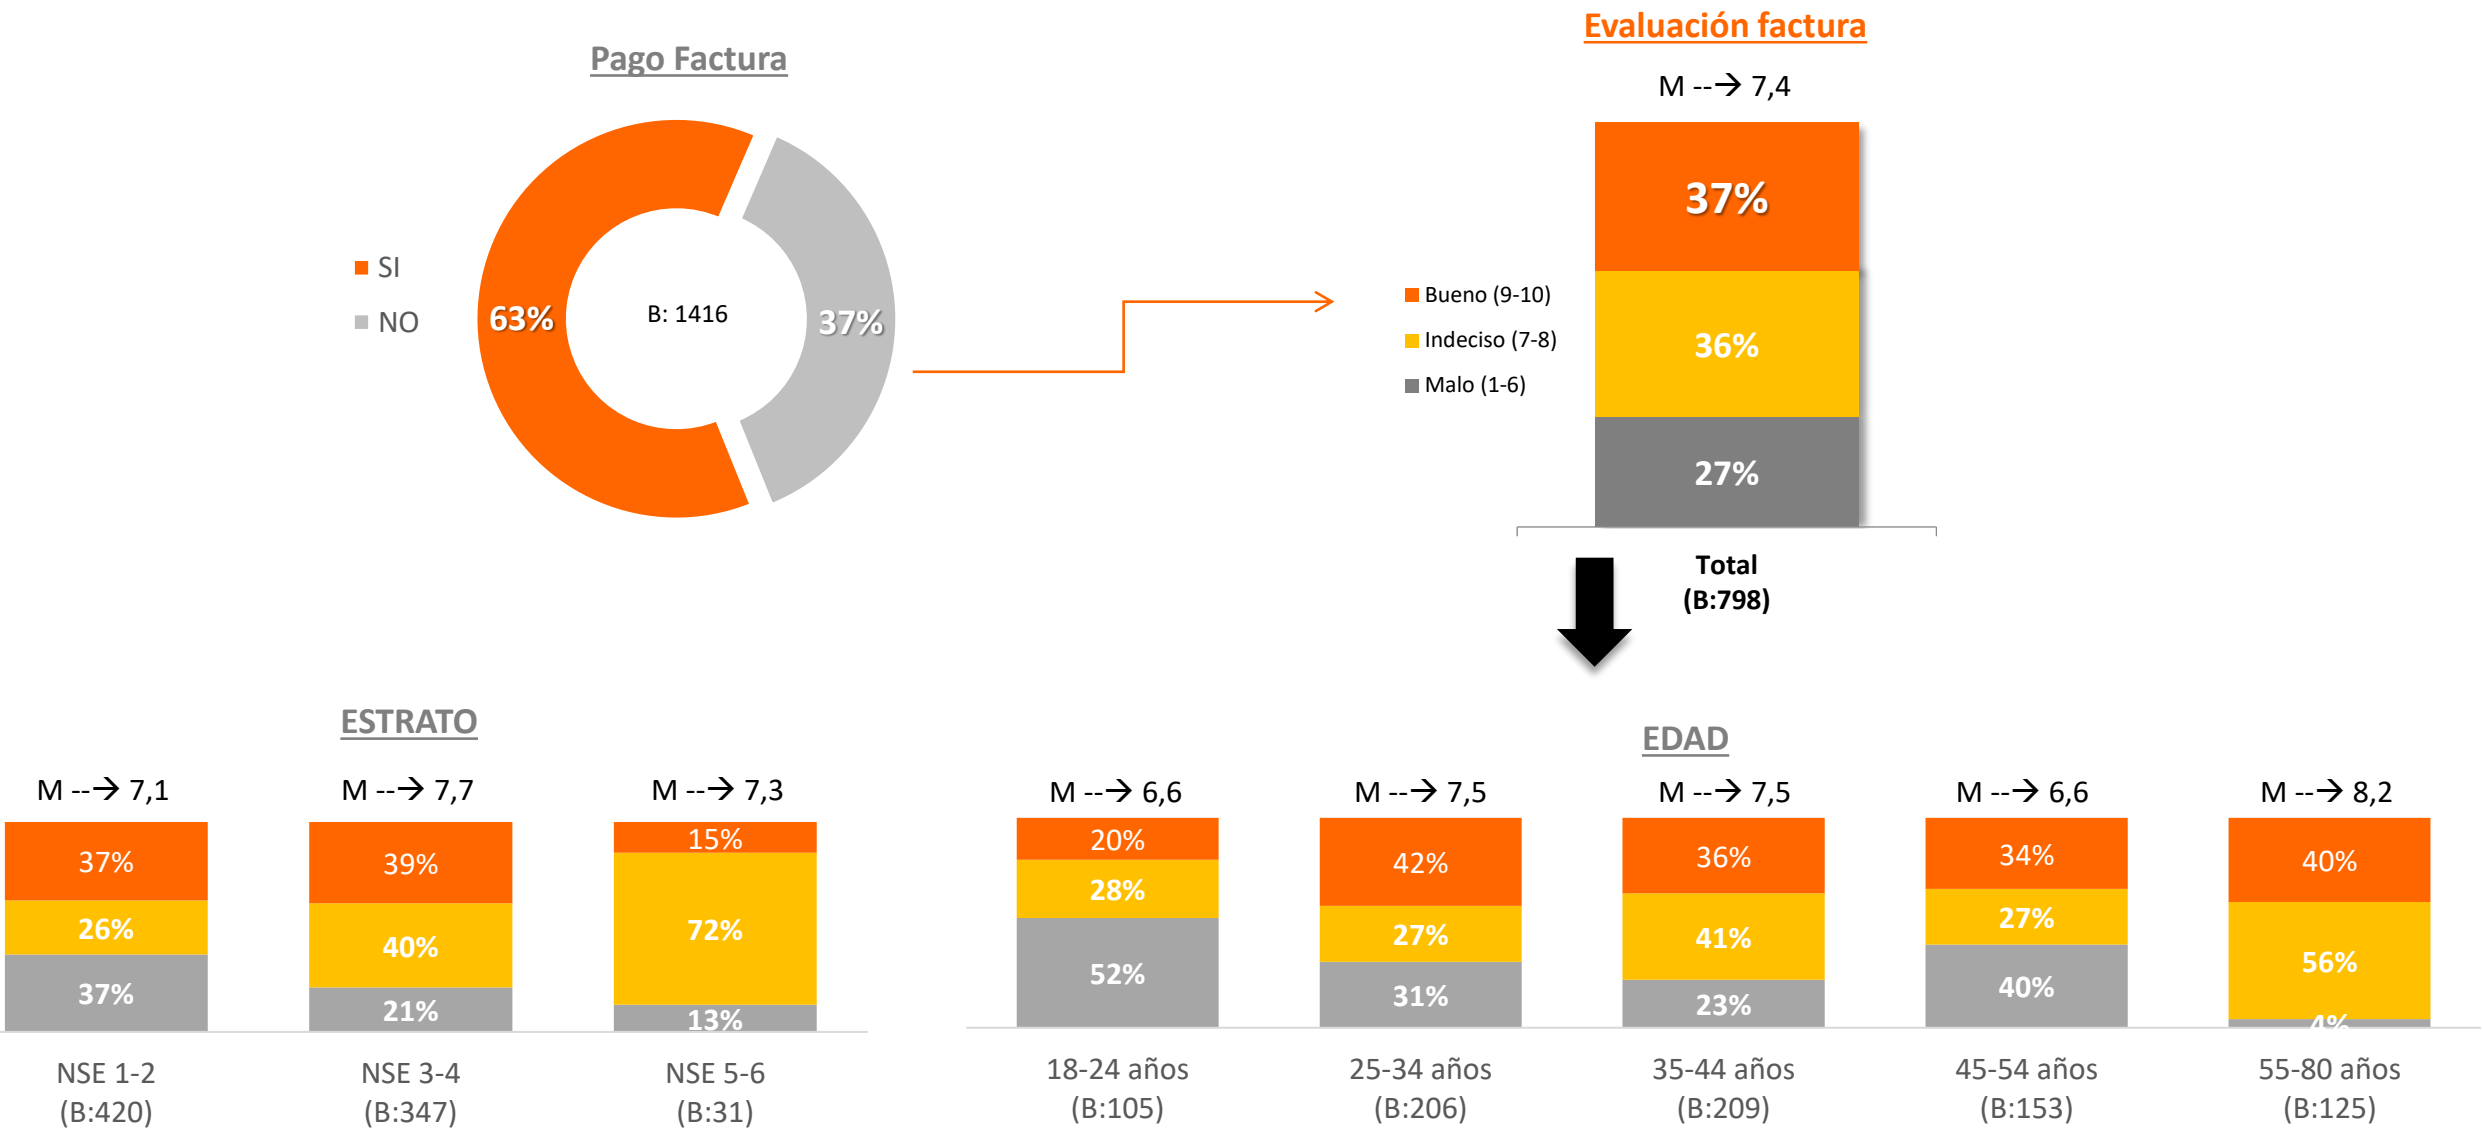 Evaluación factura
Pago Factura
M --→ 7,4
SI
NO
63%
B: 1416
37%
Bueno (9-10)
Indeciso (7-8)
Malo (1-6)
37%
36%
27%
Total
(B:798)
ESTRATO
M --→ 7,1
M --→ 7,7
M --→ 7,3
37%
39%
15%
26%
40%
72%
37%
21%
13%
NSE 1-2
NSE 3-4
NSE 5-6
(B:420)
(B:347)
(B:31)
EDAD
M --→ 6,6
M --→ 7,5
M --→ 7,5
M --→ 6,6
M --→ 8,2
20%
42%
36%
34%
40%
28%
27%
41%
27%
56%
52%
31%
23%
40%
4%
18-24 años
25-34 años
35-44 años
45-54 años
55-80 años
(B:105)
(B:206)
(B:209)
(B:153)
(B:125)